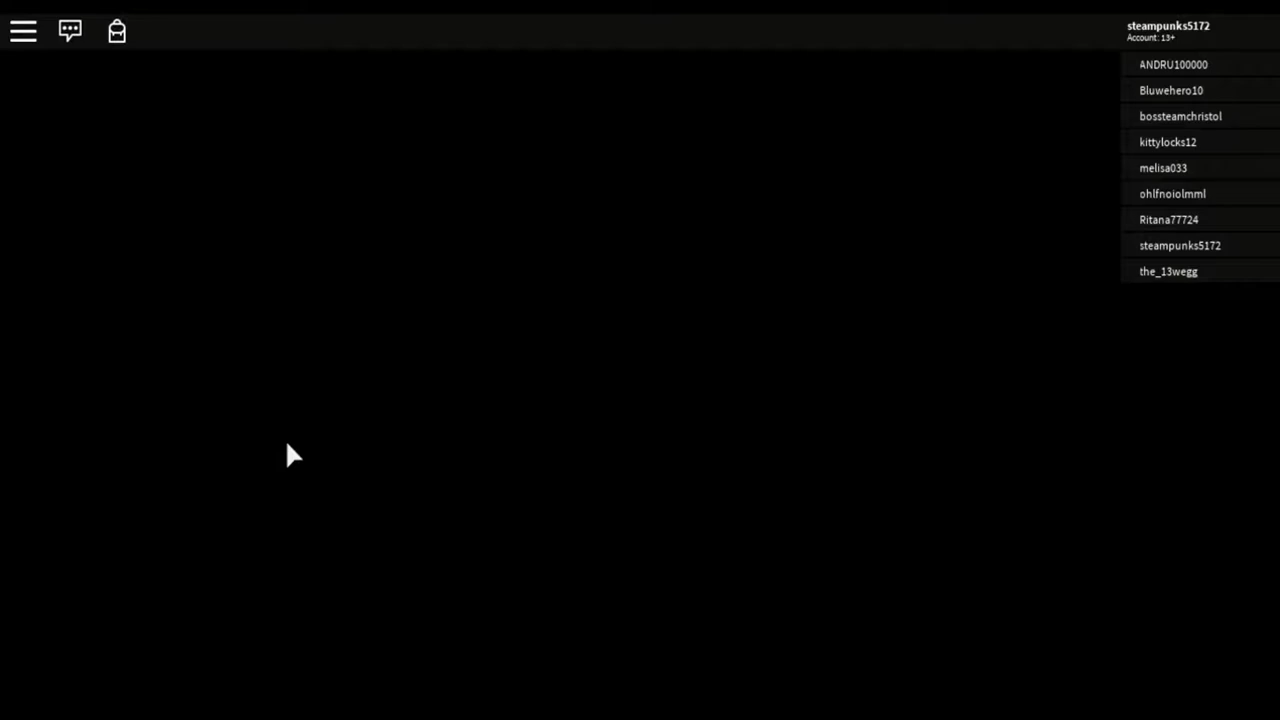 steampunks5172
Account: 13+
ANDRU100000
Bluwehero10
bossteamchristol
kittylocks12
melisa033
ohlfnoiolmml
Ritana77724
steampunks5172
the_13wegg